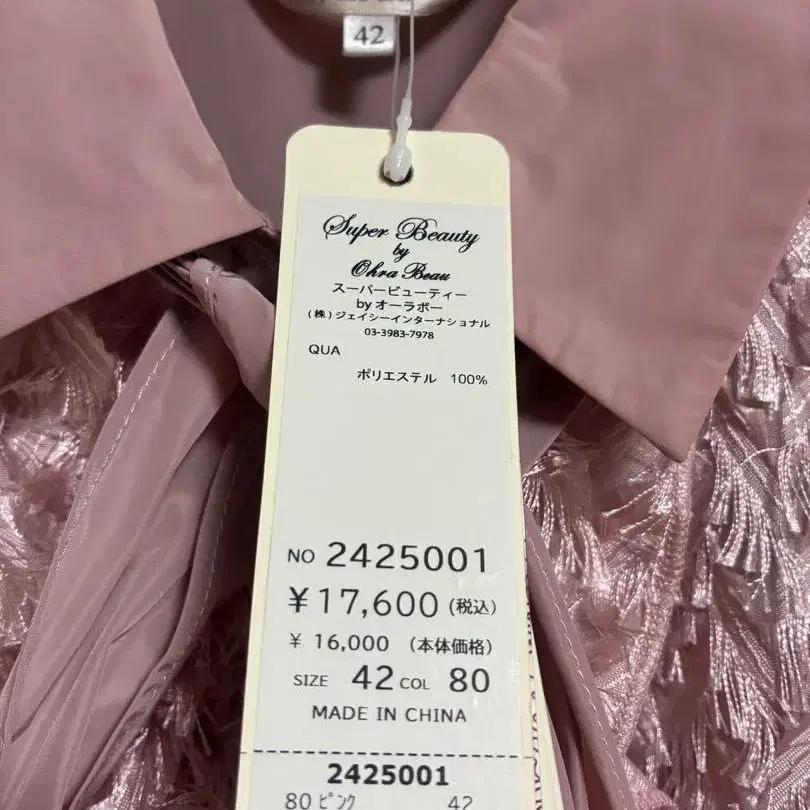 42
Super Beauty
by
Ohra Beau
スーパービューティー
byオーラボー
(株)ジェイシーインターナショナル
03-3983-7978
QUA
ポリエステル 100%
NO 2425001
¥17,600(税込)
¥ 16,000 (本体価格)
SIZE 42 COL 80
MADE IN CHINA
2425001
80 ピンク 42